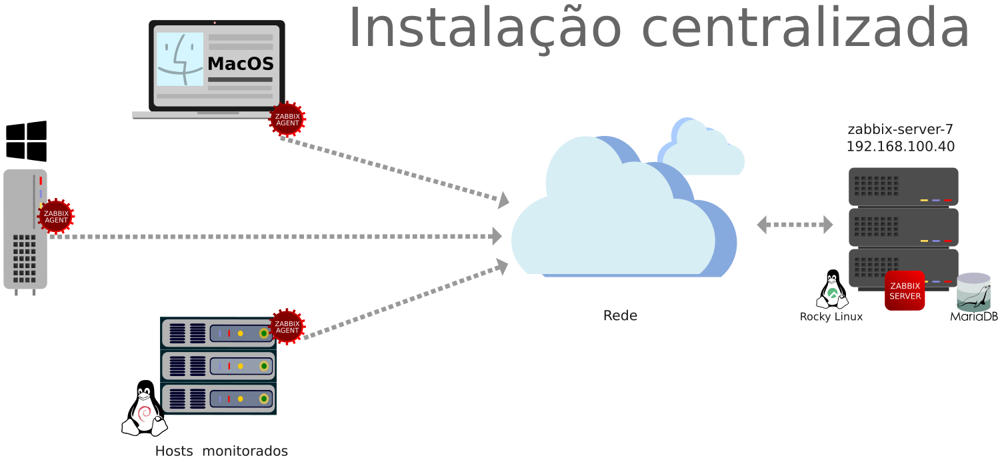 Instalação centralizada
MacOS
ZABBIX
AGENT
zabbix-server-7
192.168.100.40
ZABBIX
AGENT
ZABBIX
SERVER
Rocky Linux
MariaDB
Rede
ZABBIX
AGENT
Hosts monitorados